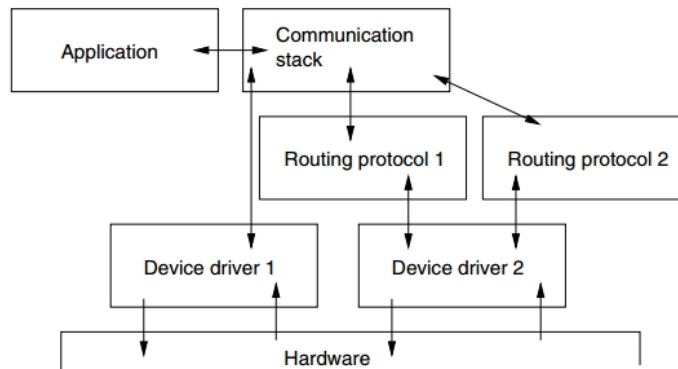 Application
Communication
stack
Routing protocol 1
Routing protocol 2
Device driver 1
Device driver 2
Hardware